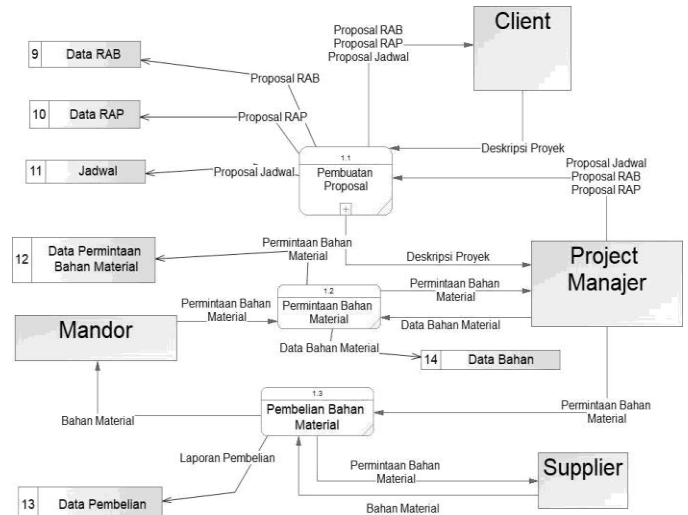 Client
Proposal RAB
Proposal RAP
Proposal Jadwal
9 Data RAB
Proposal RAB
10 Data RAP
Proposal RAP
Deskripsi Proyek
1.1
Pembuatan
Proposal
Proposal Jadwal
Proposal RAB
Proposal RAP
11 Jadwal
Proposal Jadwal
12 Data Permintaan
Bahan Material
Permintaan Bahan
Material
Deskripsi Proyek
Project
Manajer
1.2
Permintaan Bahan
Material
Permintaan Bahan
Material
Permintaan Bahan
Material
Data Bahan Material
Mandor
Data Bahan Material
14 Data Bahan
1.3
Pembelian Bahan
Material
Permintaan Bahan
Material
Bahan Material
Laporan Pembelian
Permintaan Bahan
Material
Supplier
13 Data Pembelian
Bahan Material